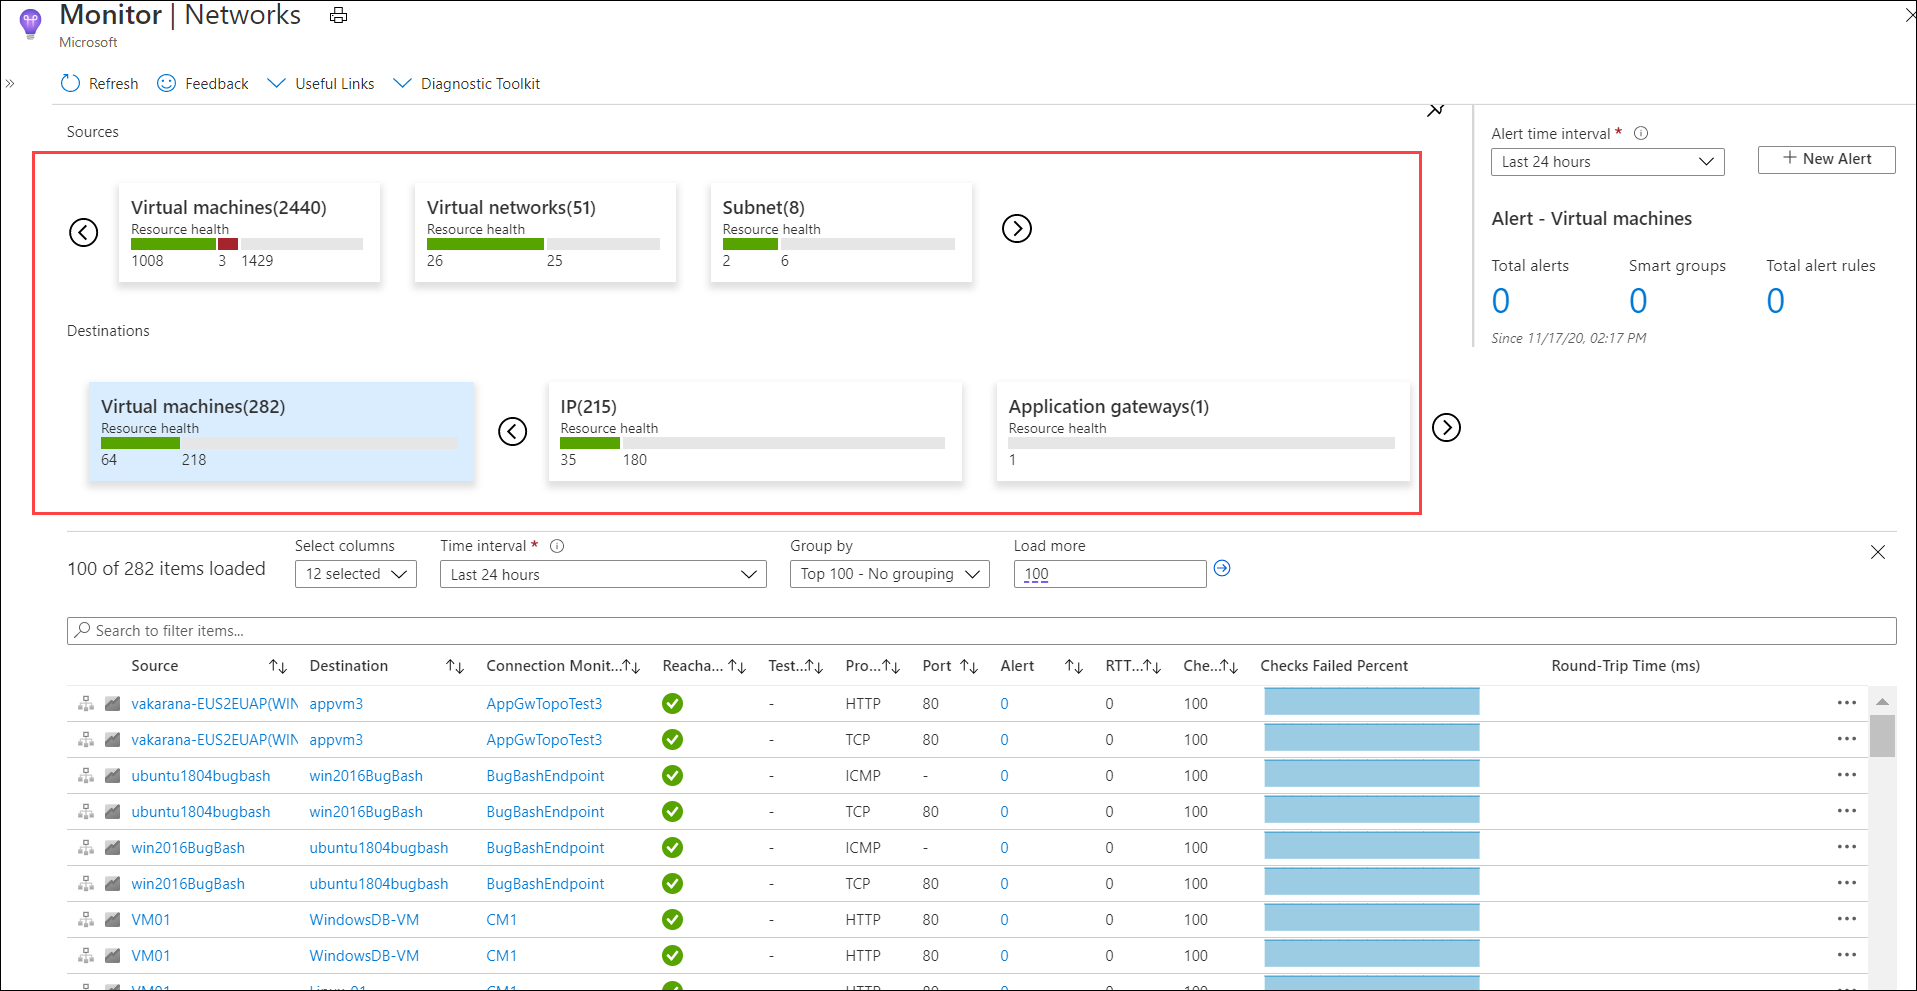 Monitor | Networks
Microsoft
Refresh Feedback Useful Links Diagnostic Toolkit
Sources
Virtual machines(2440)
Resource health
1008 3 1429
Virtual networks(51)
Resource health
26 25
Subnet(8)
Resource health
2 6
Destinations
Virtual machines(282)
Resource health
64 218
IP(215)
Resource health
35 180
Application gateways(1)
Resource health
1
Alert time interval *
Last 24 hours
+ New Alert
Alert - Virtual machines
Total alerts Smart groups Total alert rules
0 0 0
Since 11/17/20, 02:17 PM
100 of 282 items loaded
Select columns
12 selected
Time interval *
Last 24 hours
Group by
Top 100 - No grouping
Load more
100
Search to filter items...
Source Destination Connection Monit... Reacha... Test... Pro... Port Alert RTT... Che... Checks Failed Percent Round-Trip Time (ms)
vakarana-EUS2EUAP(WIN appvm3 AppGwTopoTest3 - HTTP 80 0 0 100
vakarana-EUS2EUAP(WIN appvm3 AppGwTopoTest3 - TCP 80 0 0 100
ubuntu1804bugbash win2016BugBash BugBashEndpoint - ICMP - 0 0 100
ubuntu1804bugbash win2016BugBash BugBashEndpoint - TCP 80 0 0 100
win2016BugBash ubuntu1804bugbash BugBashEndpoint - ICMP - 0 0 100
win2016BugBash ubuntu1804bugbash BugBashEndpoint - TCP 80 0 0 100
VM01 WindowsDB-VM CM1 - HTTP 80 0 0 100
VM01 WindowsDB-VM CM1 - HTTP 80 0 0 100
VM01 CM1 HTTP 80 0 0 100